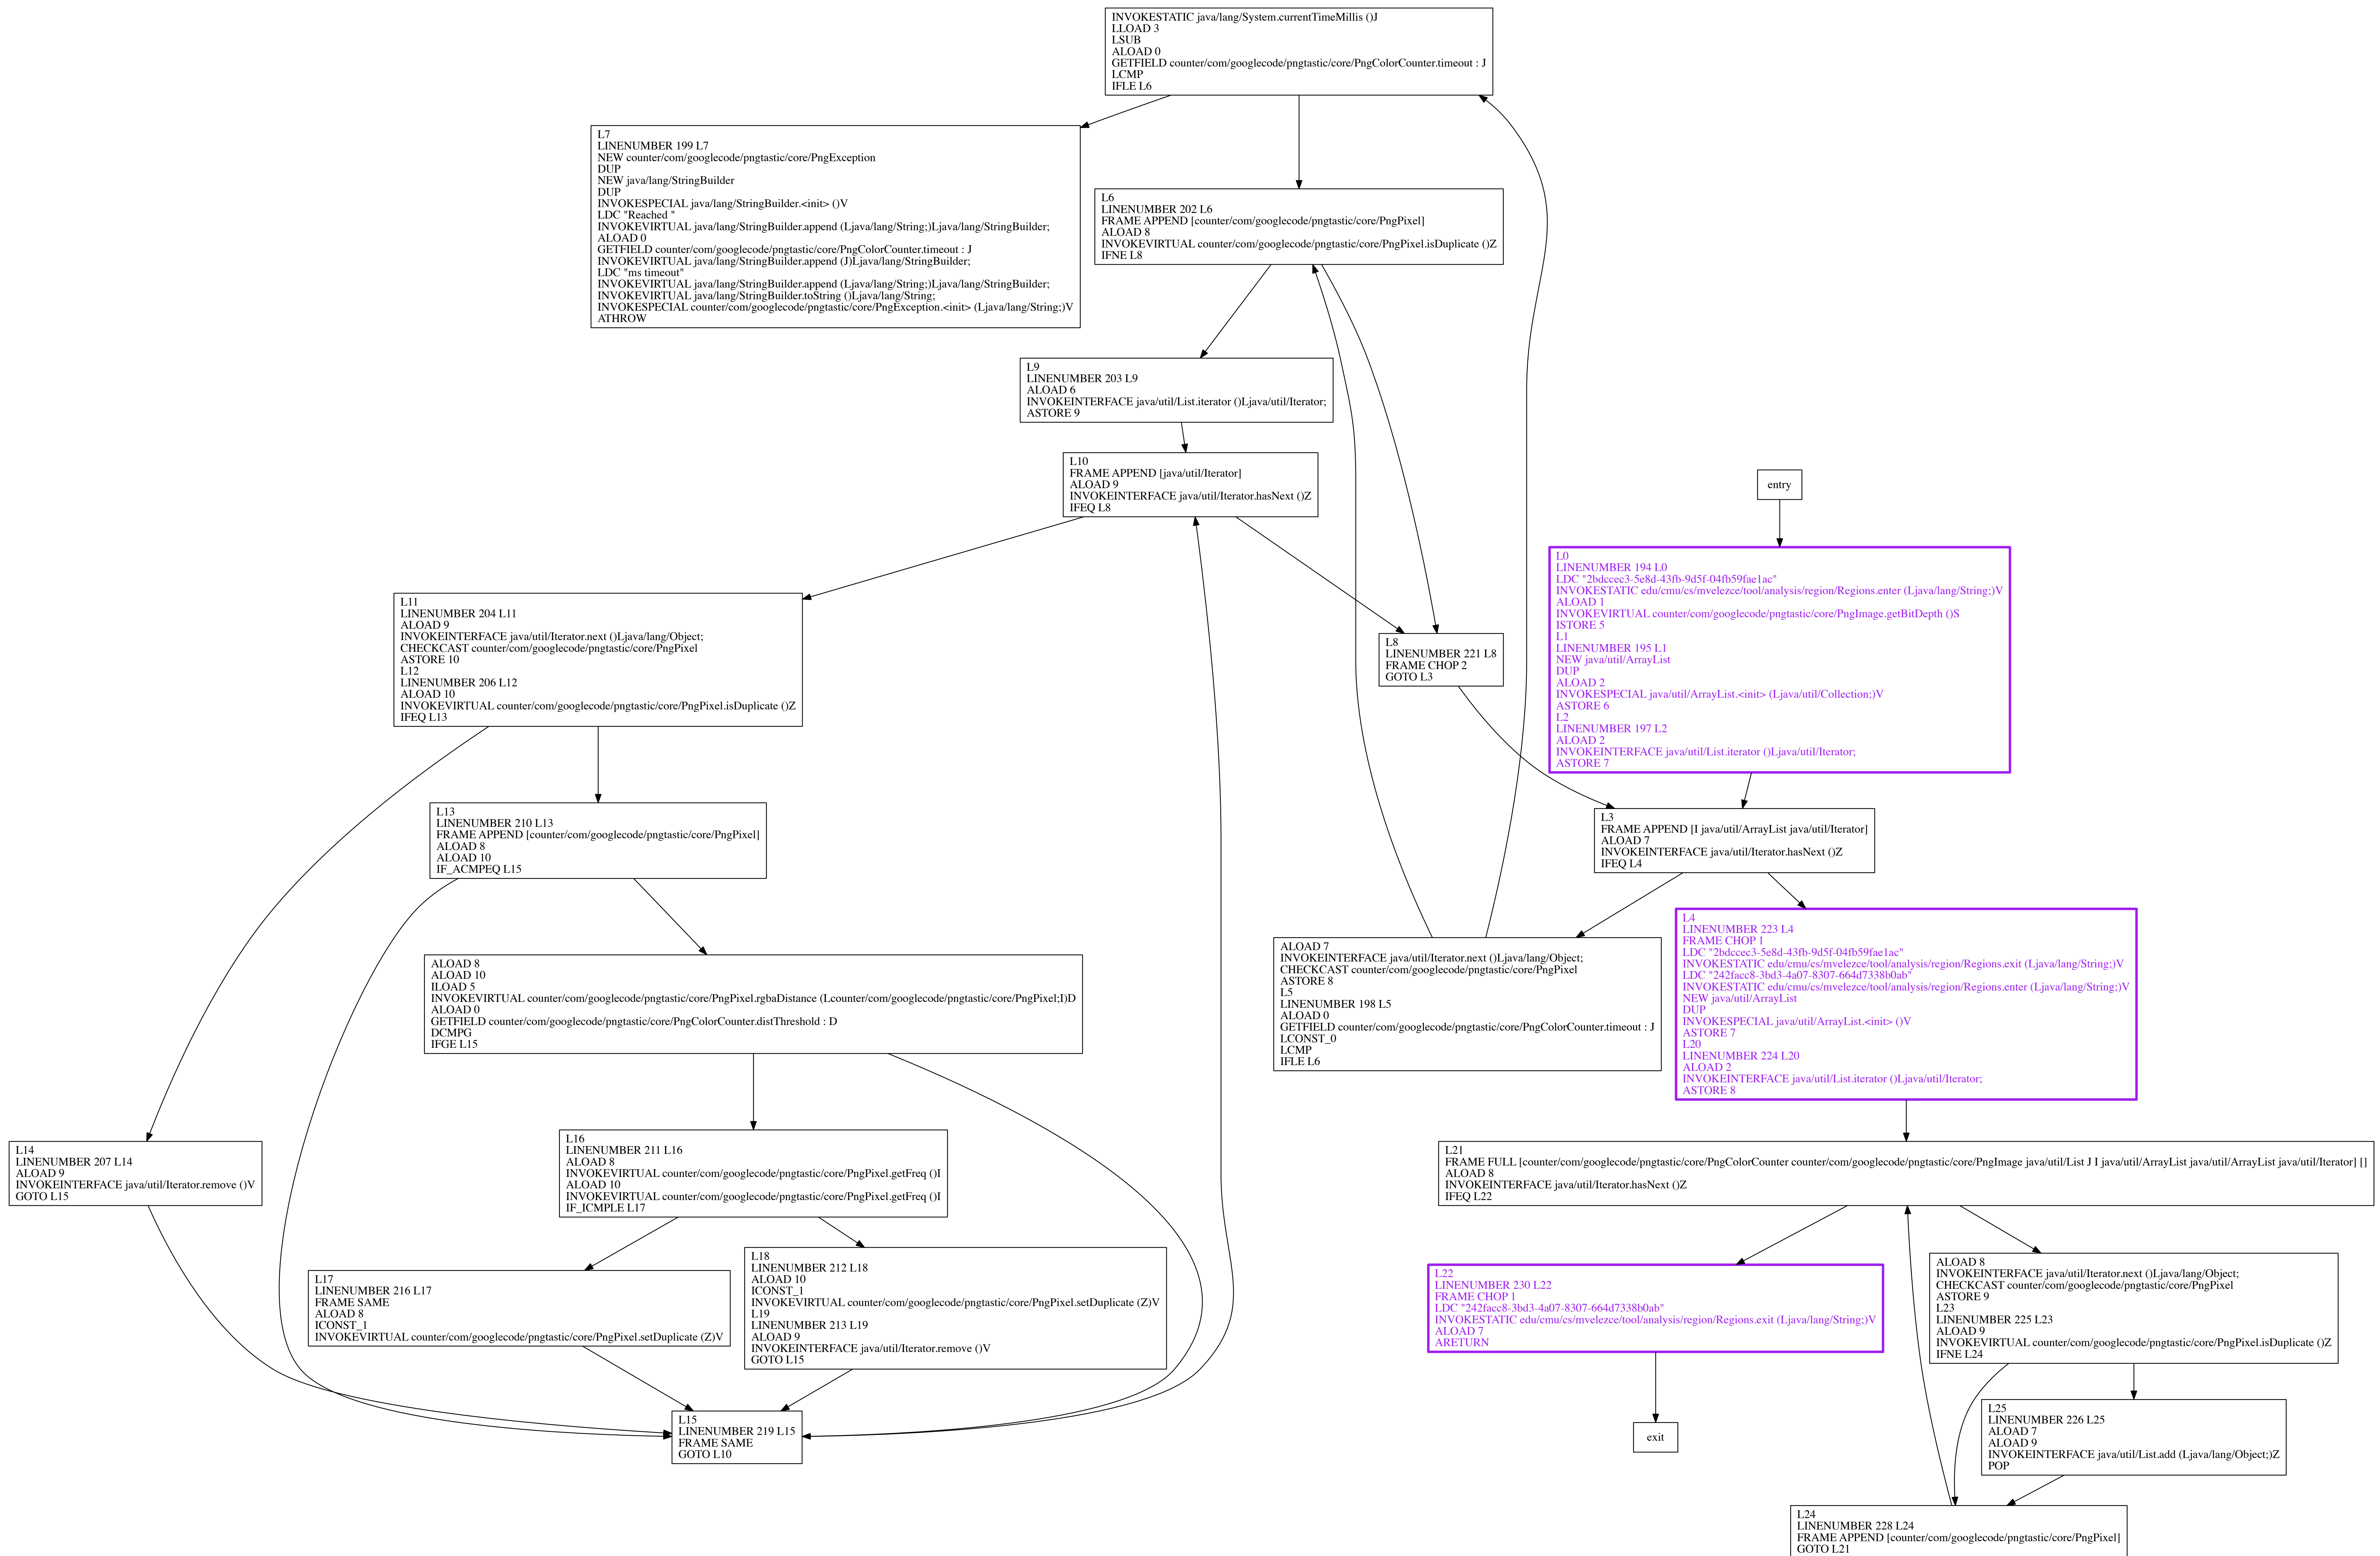 INVOKESTATIC java/lang/System.currentTimeMillis ()J
LLOAD 3
LSUB
ALOAD 0
GETFIELD counter/com/googlecode/pngtastic/core/PngColorCounter.timeout : J
LCMP
IFLE L6
L7
LINENUMBER 199 L7
NEW counter/com/googlecode/pngtastic/core/PngException
DUP
NEW java/lang/StringBuilder
DUP
INVOKESPECIAL java/lang/StringBuilder.<init> ()V
LDC "Reached "
INVOKEVIRTUAL java/lang/StringBuilder.append (Ljava/lang/String;)Ljava/lang/StringBuilder;
ALOAD 0
GETFIELD counter/com/googlecode/pngtastic/core/PngColorCounter.timeout : J
INVOKEVIRTUAL java/lang/StringBuilder.append (J)Ljava/lang/StringBuilder;
LDC "ms timeout"
INVOKEVIRTUAL java/lang/StringBuilder.append (Ljava/lang/String;)Ljava/lang/StringBuilder;
INVOKEVIRTUAL java/lang/StringBuilder.toString ()Ljava/lang/String;
INVOKESPECIAL counter/com/googlecode/pngtastic/core/PngException.<init> (Ljava/lang/String;)V
ATHROW
L6
LINENUMBER 202 L6
FRAME APPEND [counter/com/googlecode/pngtastic/core/PngPixel]
ALOAD 8
INVOKEVIRTUAL counter/com/googlecode/pngtastic/core/PngPixel.isDuplicate ()Z
IFNE L8
L9
LINENUMBER 203 L9
ALOAD 6
INVOKEINTERFACE java/util/List.iterator ()Ljava/util/Iterator;
ASTORE 9
L10
FRAME APPEND [java/util/Iterator]
ALOAD 9
INVOKEINTERFACE java/util/Iterator.hasNext ()Z
IFEQ L8
entry
L0
LINENUMBER 194 L0
LDC "2bdccec3-5e8d-43fb-9d5f-04fb59fae1ac"
INVOKESTATIC edu/cmu/cs/mvelezce/tool/analysis/region/Regions.enter (Ljava/lang/String;)V
ALOAD 1
INVOKEVIRTUAL counter/com/googlecode/pngtastic/core/PngImage.getBitDepth ()S
ISTORE 5
L1
LINENUMBER 195 L1
NEW java/util/ArrayList
DUP
ALOAD 2
INVOKESPECIAL java/util/ArrayList.<init> (Ljava/util/Collection;)V
ASTORE 6
L2
LINENUMBER 197 L2
ALOAD 2
INVOKEINTERFACE java/util/List.iterator ()Ljava/util/Iterator;
ASTORE 7
L11
LINENUMBER 204 L11
ALOAD 9
INVOKEINTERFACE java/util/Iterator.next ()Ljava/lang/Object;
CHECKCAST counter/com/googlecode/pngtastic/core/PngPixel
ASTORE 10
L12
LINENUMBER 206 L12
ALOAD 10
INVOKEVIRTUAL counter/com/googlecode/pngtastic/core/PngPixel.isDuplicate ()Z
IFEQ L13
L8
LINENUMBER 221 L8
FRAME CHOP 2
GOTO L3
L13
LINENUMBER 210 L13
FRAME APPEND [counter/com/googlecode/pngtastic/core/PngPixel]
ALOAD 8
ALOAD 10
IF_ACMPEQ L15
L3
FRAME APPEND [I java/util/ArrayList java/util/Iterator]
ALOAD 7
INVOKEINTERFACE java/util/Iterator.hasNext ()Z
IFEQ L4
ALOAD 8
ALOAD 10
ILOAD 5
INVOKEVIRTUAL counter/com/googlecode/pngtastic/core/PngPixel.rgbaDistance (Lcounter/com/googlecode/pngtastic/core/PngPixel;I)D
ALOAD 0
GETFIELD counter/com/googlecode/pngtastic/core/PngColorCounter.distThreshold : D
DCMPG
IFGE L15
ALOAD 7
INVOKEINTERFACE java/util/Iterator.next ()Ljava/lang/Object;
CHECKCAST counter/com/googlecode/pngtastic/core/PngPixel
ASTORE 8
L5
LINENUMBER 198 L5
ALOAD 0
GETFIELD counter/com/googlecode/pngtastic/core/PngColorCounter.timeout : J
LCONST_0
LCMP
IFLE L6
L4
LINENUMBER 223 L4
FRAME CHOP 1
LDC "2bdccec3-5e8d-43fb-9d5f-04fb59fae1ac"
INVOKESTATIC edu/cmu/cs/mvelezce/tool/analysis/region/Regions.exit (Ljava/lang/String;)V
LDC "242facc8-3bd3-4a07-8307-664d7338b0ab"
INVOKESTATIC edu/cmu/cs/mvelezce/tool/analysis/region/Regions.enter (Ljava/lang/String;)V
NEW java/util/ArrayList
DUP
INVOKESPECIAL java/util/ArrayList.<init> ()V
ASTORE 7
L20
LINENUMBER 224 L20
ALOAD 2
INVOKEINTERFACE java/util/List.iterator ()Ljava/util/Iterator;
ASTORE 8
L14
LINENUMBER 207 L14
ALOAD 9
INVOKEINTERFACE java/util/Iterator.remove ()V
GOTO L15
L16
LINENUMBER 211 L16
ALOAD 8
INVOKEVIRTUAL counter/com/googlecode/pngtastic/core/PngPixel.getFreq ()I
ALOAD 10
INVOKEVIRTUAL counter/com/googlecode/pngtastic/core/PngPixel.getFreq ()I
IF_ICMPLE L17
L21
FRAME FULL [counter/com/googlecode/pngtastic/core/PngColorCounter counter/com/googlecode/pngtastic/core/PngImage java/util/List J I java/util/ArrayList java/util/ArrayList java/util/Iterator] []
ALOAD 8
INVOKEINTERFACE java/util/Iterator.hasNext ()Z
IFEQ L22
L17
LINENUMBER 216 L17
FRAME SAME
ALOAD 8
ICONST_1
INVOKEVIRTUAL counter/com/googlecode/pngtastic/core/PngPixel.setDuplicate (Z)V
L18
LINENUMBER 212 L18
ALOAD 10
ICONST_1
INVOKEVIRTUAL counter/com/googlecode/pngtastic/core/PngPixel.setDuplicate (Z)V
L19
LINENUMBER 213 L19
ALOAD 9
INVOKEINTERFACE java/util/Iterator.remove ()V
GOTO L15
L22
LINENUMBER 230 L22
FRAME CHOP 1
LDC "242facc8-3bd3-4a07-8307-664d7338b0ab"
INVOKESTATIC edu/cmu/cs/mvelezce/tool/analysis/region/Regions.exit (Ljava/lang/String;)V
ALOAD 7
ARETURN
ALOAD 8
INVOKEINTERFACE java/util/Iterator.next ()Ljava/lang/Object;
CHECKCAST counter/com/googlecode/pngtastic/core/PngPixel
ASTORE 9
L23
LINENUMBER 225 L23
ALOAD 9
INVOKEVIRTUAL counter/com/googlecode/pngtastic/core/PngPixel.isDuplicate ()Z
IFNE L24
L15
LINENUMBER 219 L15
FRAME SAME
GOTO L10
exit
L25
LINENUMBER 226 L25
ALOAD 7
ALOAD 9
INVOKEINTERFACE java/util/List.add (Ljava/lang/Object;)Z
POP
L24
LINENUMBER 228 L24
FRAME APPEND [counter/com/googlecode/pngtastic/core/PngPixel]
GOTO L21